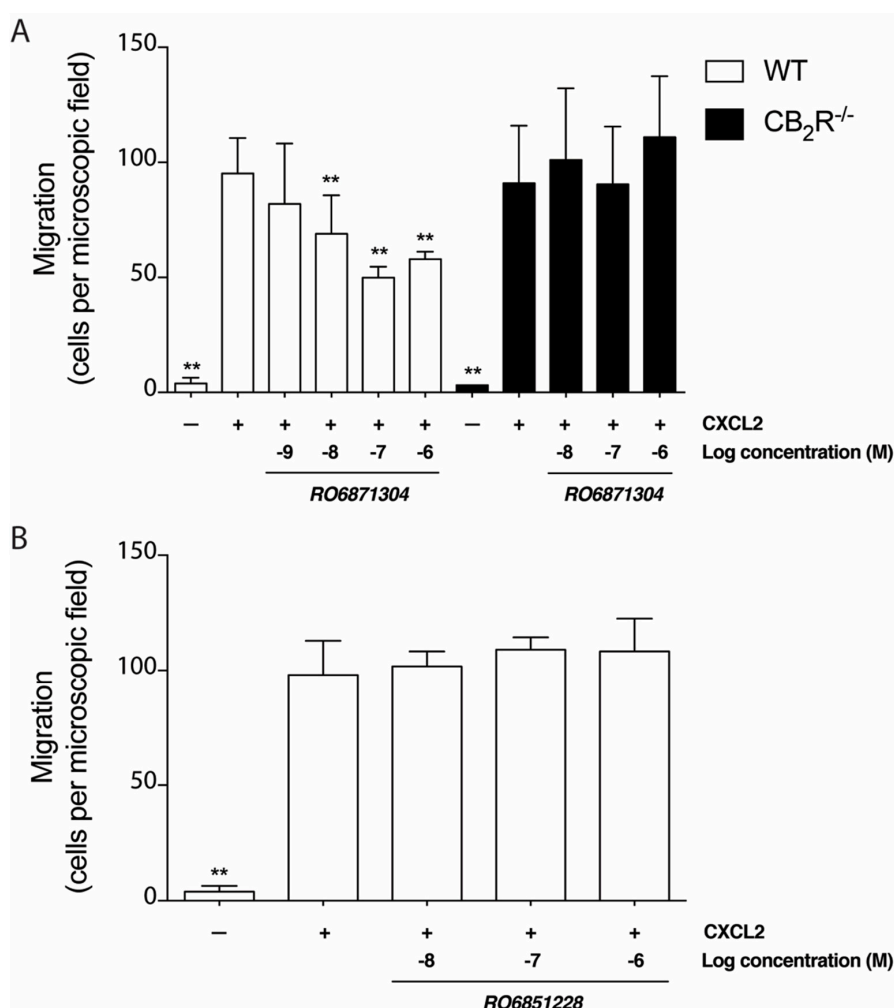 A
150
100
50
0
Migration
(cells per microscopic field)
WT
CB₂R⁻/⁻
** ** ** ** **
– + + + + + – + + + + CXCL2
-9 -8 -7 -6 -8 -7 -6 Log concentration (M)
RO6871304 RO6871304
B
150
100
50
0
Migration
(cells per microscopic field)
**
– + + + + CXCL2
-8 -7 -6 Log concentration (M)
RO6851228